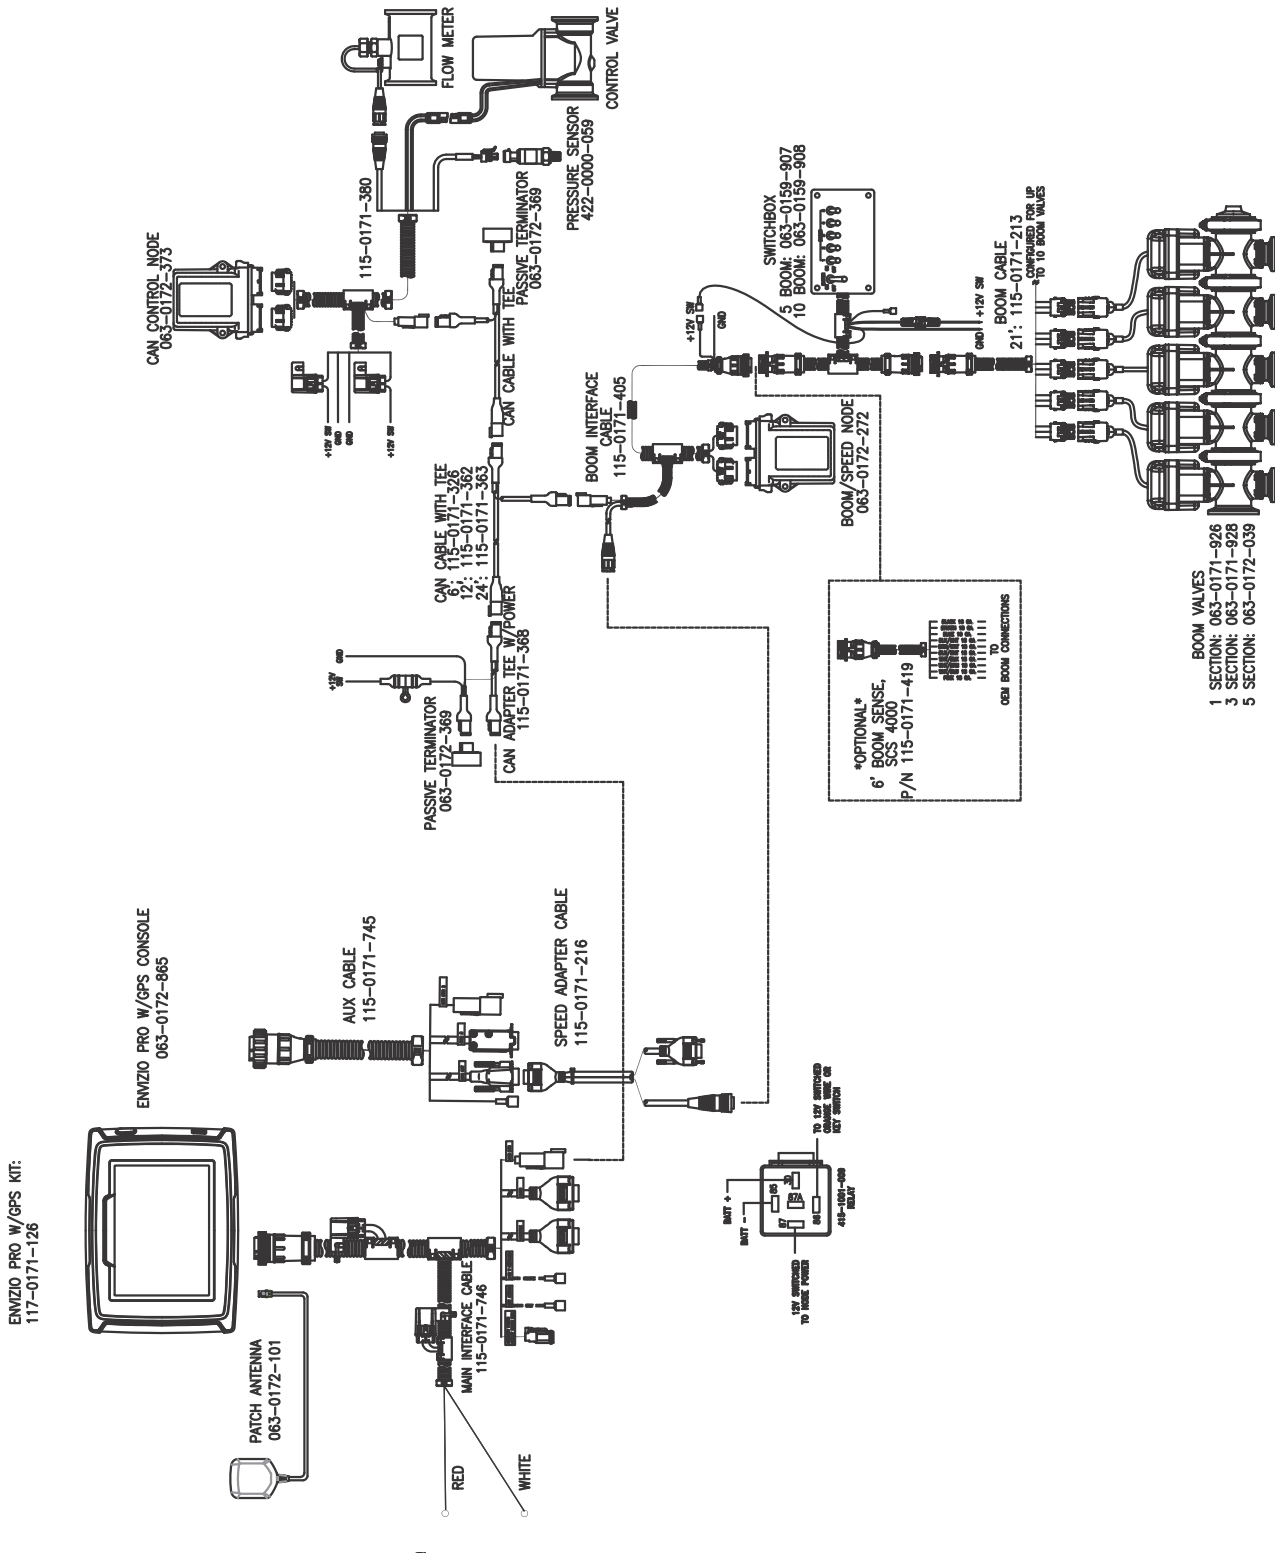 ENVIZIO PRO W/GPS KIT:
117-0171-126
ENVIZIO PRO W/GPS CONSOLE
063-0172-865
PATCH ANTENNA
063-0172-101
RED
WHITE
MAIN INTERFACE CABLE
115-0171-746
AUX CABLE
115-0171-745
SPEED ADAPTER CABLE
115-0171-216
BATT +
BATT -
85
30
87A
87
86
TO 12V SWITCHED
ORANGE WIRE OR
KEY SWITCH
RELAY
12V SWITCHED
TO NODE POWER
CAN CONTROL NODE
063-0172-373
115-0171-380
FLOW METER
CONTROL VALVE
PRESSURE SENSOR
422-0000-059
PASSIVE TERMINATOR
063-0172-369
+12V SW
GND
GND
+12V SW
CAN CABLE WITH TEE
CAN CABLE WITH TEE
6': 115-0171-326
12': 115-0171-362
24': 115-0171-363
CAN ADAPTER TEE W/POWER
115-0171-368
+12V
SW
GND
PASSIVE TERMINATOR
063-0172-369
BOOM INTERFACE
CABLE
115-0171-405
BOOM/SPEED NODE
063-0172-272
+12V SW
GND
SWITCHBOX
5 BOOM: 063-0159-907
10 BOOM: 063-0159-908
GND
+12V SW
BOOM CABLE
21': 115-0171-213
CONFIGURED FOR UP
TO 10 BOOM VALVES
*OPTIONAL*
6' BOOM SENSE,
SCS 4000
P/N 115-0171-419
TO
OEM BOOM CONNECTIONS
BOOM VALVES
1 SECTION: 063-0171-926
3 SECTION: 063-0171-928
5 SECTION: 063-0172-039